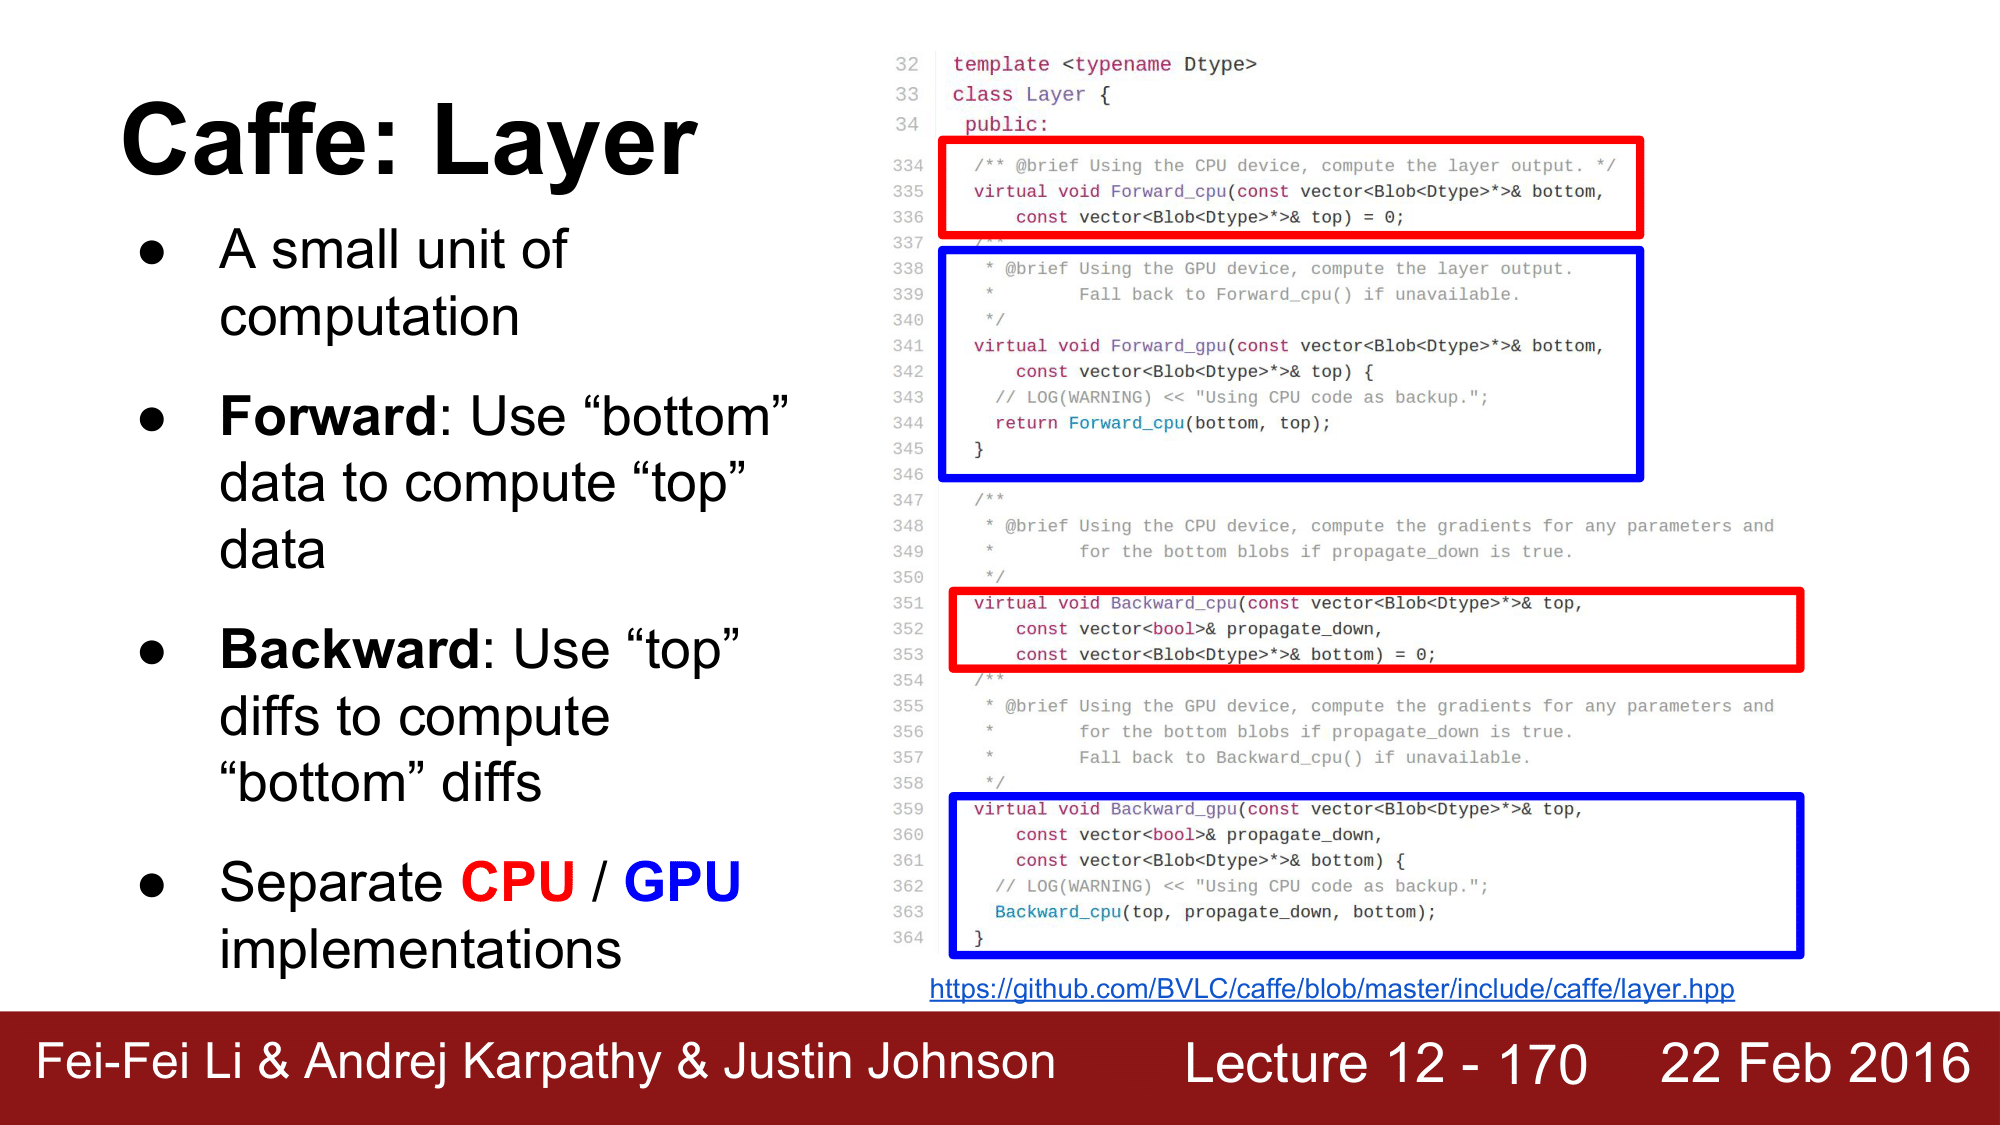 Caffe: Layer
● A small unit of
computation
● Forward: Use “bottom”
data to compute “top”
data
● Backward: Use “top”
diffs to compute
“bottom” diffs
● Separate CPU / GPU
implementations
32 template <typename Dtype>
33 class Layer {
34 public:
334 /** @brief Using the CPU device, compute the layer output. */
335 virtual void Forward_cpu(const vector<Blob<Dtype>*>& bottom,
336 const vector<Blob<Dtype>*>& top) = 0;
337 /**
338 * @brief Using the GPU device, compute the layer output.
339 * Fall back to Forward_cpu() if unavailable.
340 */
341 virtual void Forward_gpu(const vector<Blob<Dtype>*>& bottom,
342 const vector<Blob<Dtype>*>& top) {
343 // LOG(WARNING) << "Using CPU code as backup.";
344 return Forward_cpu(bottom, top);
345 }
346
347 /**
348 * @brief Using the CPU device, compute the gradients for any parameters and
349 * for the bottom blobs if propagate_down is true.
350 */
351 virtual void Backward_cpu(const vector<Blob<Dtype>*>& top,
352 const vector<bool>& propagate_down,
353 const vector<Blob<Dtype>*>& bottom) = 0;
354 /**
355 * @brief Using the GPU device, compute the gradients for any parameters and
356 * for the bottom blobs if propagate_down is true.
357 * Fall back to Backward_cpu() if unavailable.
358 */
359 virtual void Backward_gpu(const vector<Blob<Dtype>*>& top,
360 const vector<bool>& propagate_down,
361 const vector<Blob<Dtype>*>& bottom) {
362 // LOG(WARNING) << "Using CPU code as backup.";
363 Backward_cpu(top, propagate_down, bottom);
364 }
https://github.com/BVLC/caffe/blob/master/include/caffe/layer.hpp
Fei-Fei Li & Andrej Karpathy & Justin Johnson Lecture 12 - 170 22 Feb 2016